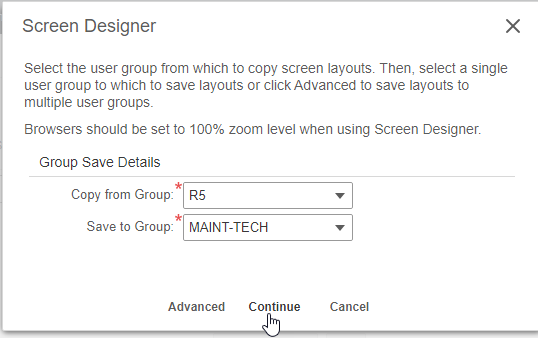 Screen Designer
Select the user group from which to copy screen layouts. Then, select a single
user group to which to save layouts or click Advanced to save layouts to
multiple user groups.
Browsers should be set to 100% zoom level when using Screen Designer.
Group Save Details
Copy from Group:* R5
Save to Group:* MAINT-TECH
Advanced Continue Cancel